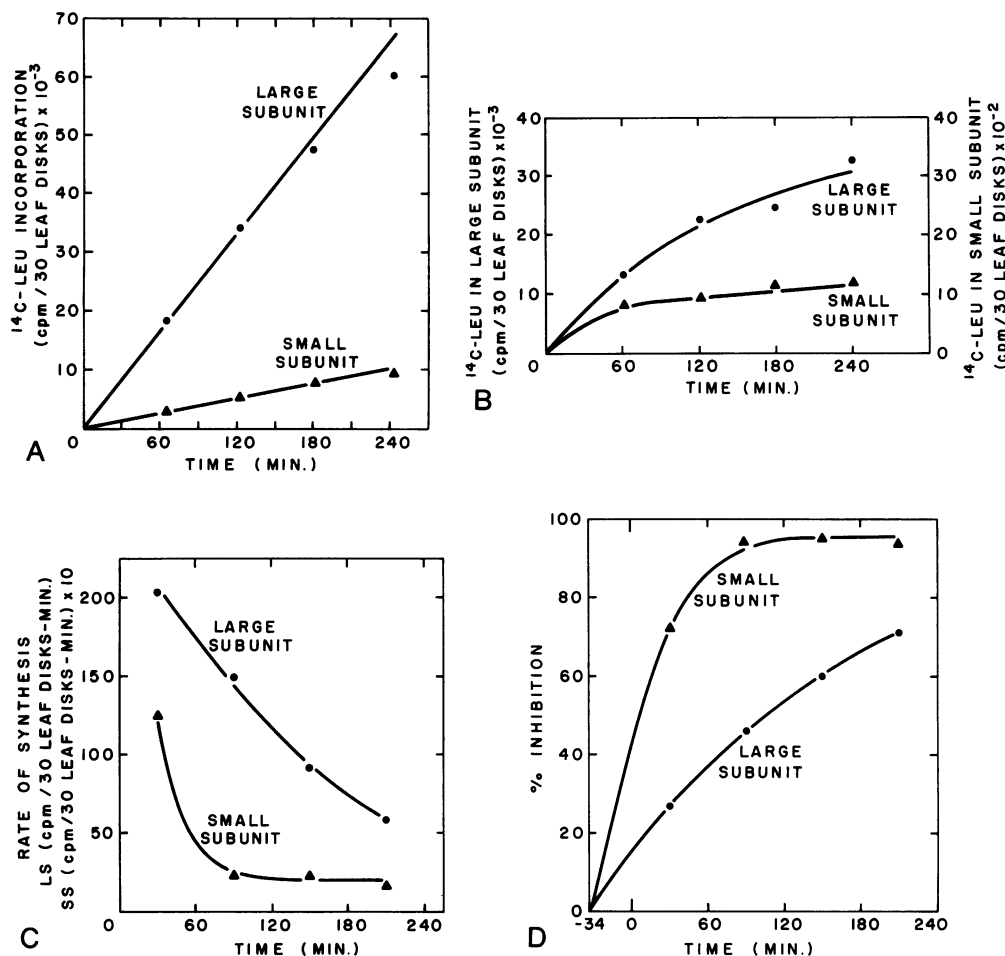 70
60
50
40
30
20
10
0
60
120
180
240
¹⁴C-LEU INCORPORATION
(cpm/30 LEAF DISKS) x 10⁻³
LARGE
SUBUNIT
SMALL
SUBUNIT
TIME (MIN.)
A
40
30
20
10
0
60
120
180
240
40
30
20
10
0
¹⁴C-LEU IN LARGE SUBUNIT
(cpm/30 LEAF DISKS) x10⁻³
¹⁴C-LEU IN SMALL SUBUNIT
(cpm/30 LEAF DISKS) x10⁻²
LARGE
SUBUNIT
SMALL
SUBUNIT
TIME (MIN.)
B
200
150
100
50
0
60
120
180
240
RATE OF SYNTHESIS
LS (cpm/30 LEAF DISKS-MIN.)
SS (cpm/30 LEAF DISKS-MIN.) x 10
LARGE
SUBUNIT
SMALL
SUBUNIT
TIME (MIN.)
C
100
80
60
40
20
0
-34
0
60
120
180
240
% INHIBITION
SMALL
SUBUNIT
LARGE
SUBUNIT
TIME (MIN.)
D